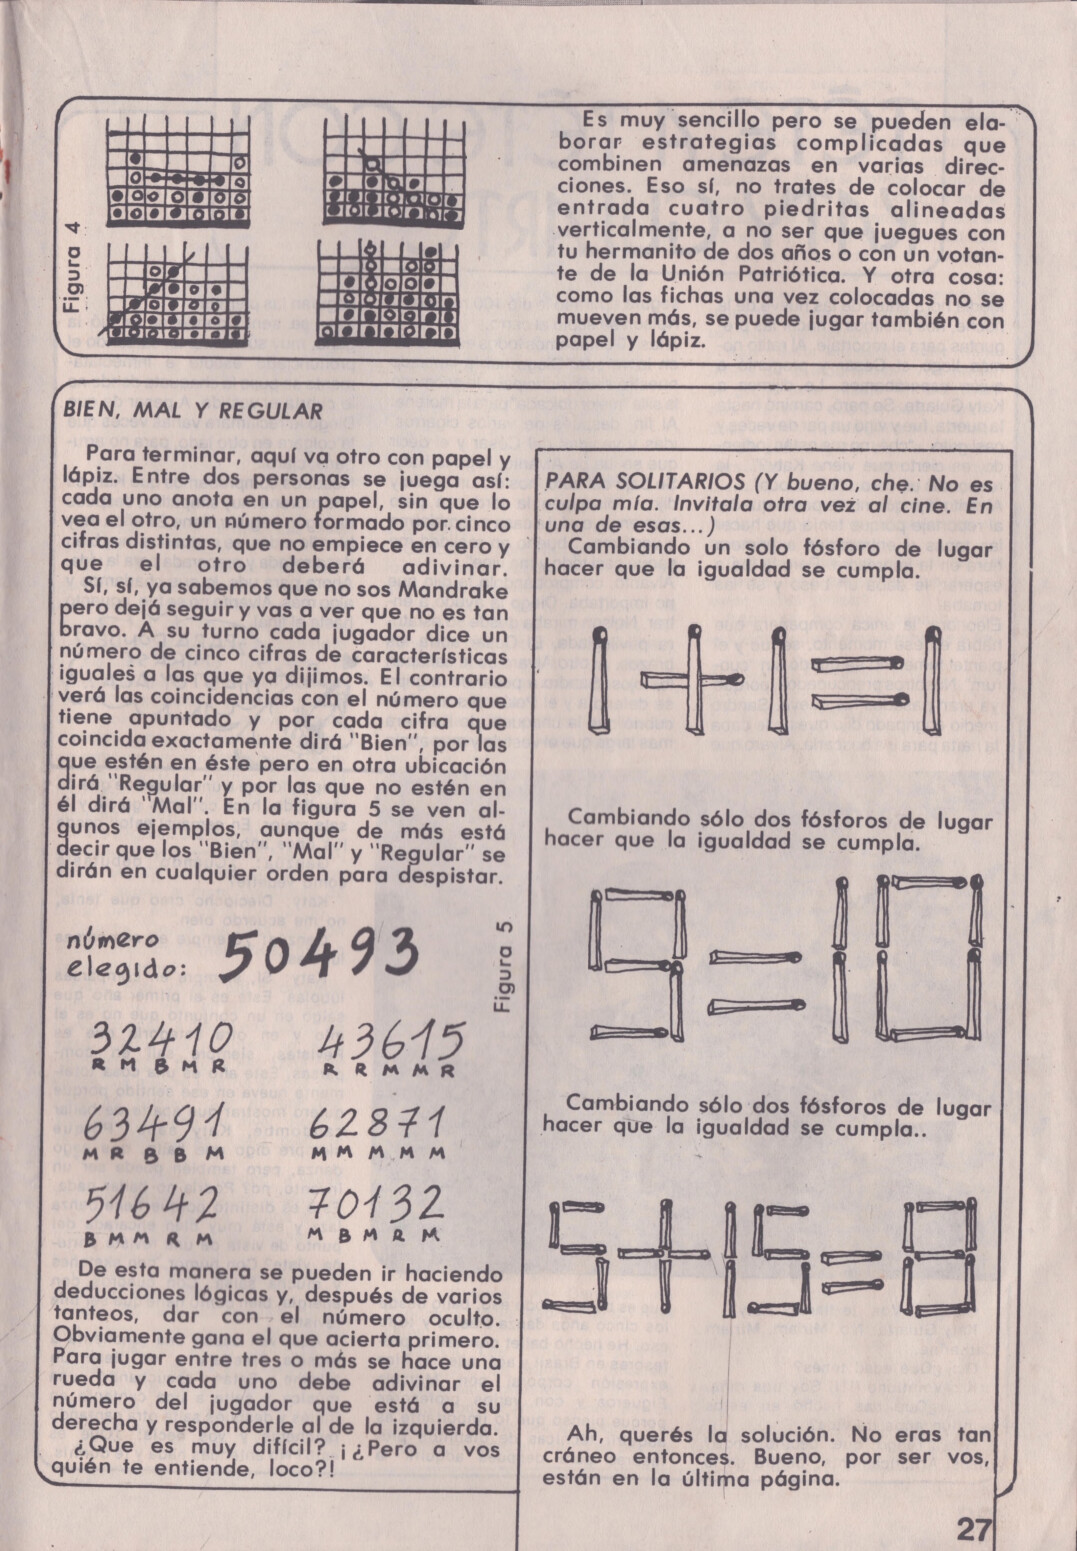 Figura 4
Es muy sencillo pero se pueden ela-
borar estrategias complicadas que
combinen amenazas en varias direc-
ciones. Eso sí, no trates de colocar de
entrada cuatro piedritas alineadas
verticalmente, a no ser que juegues con
tu hermanito de dos años o con un votan-
te de la Unión Patriótica. Y otra cosa:
como las fichas una vez colocadas no se
mueven más, se puede jugar también con
papel y lápiz.
BIEN, MAL Y REGULAR
Para terminar, aquí va otro con papel y
lápiz. Entre dos personas se juega así:
cada uno anota en un papel, sin que lo
vea el otro, un número formado por cinco
cifras distintas, que no empiece en cero y
que el otro deberá adivinar.
Sí, sí, ya sabemos que no sos Mandrake
pero dejá seguir y vas a ver que no es tan
bravo. A su turno cada jugador dice un
número de cinco cifras de características
iguales a las que ya dijimos. El contrario
verá las coincidencias con el número que
tiene apuntado y por cada cifra que
coincida exactamente dirá "Bien", por las
que estén en éste pero en otra ubicación
dirá "Regular" y por las que no estén en
él dirá "Mal". En la figura 5 se ven al-
gunos ejemplos, aunque de más está
decir que los "Bien", "Mal" y "Regular" se
dirán en cualquier orden para despistar.
número
elegido: 50493
Figura 5
32410 43615
R M B M R R R M M R
63491 62871
M R B B M M M M M M
51642 70132
B M M R M M B M R M
De esta manera se pueden ir haciendo
deducciones lógicas y, después de varios
tanteos, dar con el número oculto.
Obviamente gana el que acierta primero.
Para jugar entre tres o más se hace una
rueda y cada uno debe adivinar el
número del jugador que está a su
derecha y responderle al de la izquierda.
¿Que es muy difícil? ¡¿Pero a vos
quién te entiende, loco?!
PARA SOLITARIOS (Y bueno, che. No es
culpa mía. Invitala otra vez al cine. En
una de esas...)
Cambiando un solo fósforo de lugar
hacer que la igualdad se cumpla.
1+1=1
Cambiando sólo dos fósforos de lugar
hacer que la igualdad se cumpla.
9=10
Cambiando sólo dos fósforos de lugar
hacer que la igualdad se cumpla..
5+15=8
Ah, querés la solución. No eras tan
cráneo entonces. Bueno, por ser vos,
están en la última página.
27